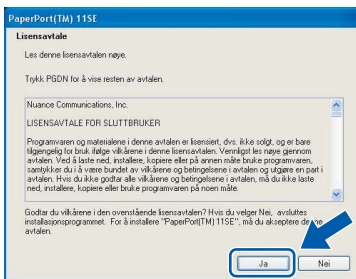 PaperPort(TM) 11SE
Lisensavtale
Les denne lisensavtalen nøye.
Trykk PGDN for å vise resten av avtalen.
Nuance Communications, Inc.
LISENSAVTALE FOR SLUTTBRUKER
Programvaren og materialene i denne avtalen er lisensiert, dvs. ikke solgt, og er bare
tilgjengelig for bruk ifølge vilkårene i denne lisensavtalen. Vennligst les nøye gjennom
avtalen. Ved å laste ned, installere, kopiere eller på annen måte bruke programvaren,
samtykker du i å være bundet av vilkårene og betingelsene i avtalen og utgjøre en part i
avtalen. Hvis du ikke godtar alle vilkårene og betingelsene i avtalen, må du ikke laste
ned, installere, kopiere eller bruke programvaren på noen måte.
Godtar du vilkårene i den ovenstående lisensavtalen? Hvis du velger Nei, avsluttes
installasjonsprogrammet. For å installere "PaperPort(TM) 11SE", må du akseptere denne
avtalen.
Ja
Nei